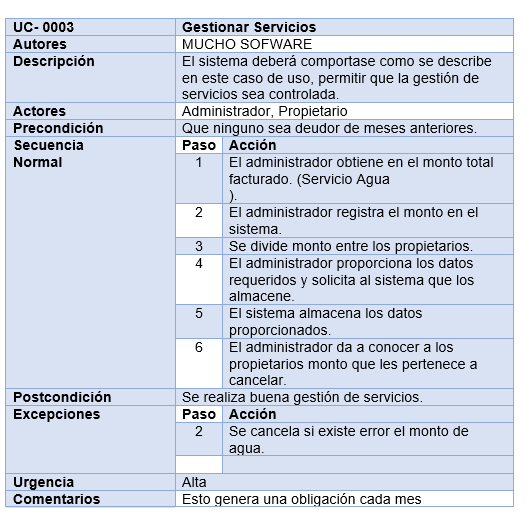 UC- 0003 Gestionar Servicios
Autores MUCHO SOFWARE
Descripción El sistema deberá comportase como se describe
en este caso de uso, permitir que la gestión de
servicios sea controlada.
Actores Administrador, Propietario
Precondición Que ninguno sea deudor de meses anteriores.
Secuencia Paso Acción
Normal 1 El administrador obtiene en el monto total
facturado. (Servicio Agua
).
2 El administrador registra el monto en el
sistema.
3 Se divide monto entre los propietarios.
4 El administrador proporciona los datos
requeridos y solicita al sistema que los
almacene.
5 El sistema almacena los datos
proporcionados.
6 El administrador da a conocer a los
propietarios monto que les pertenece a
cancelar.
Postcondición Se realiza buena gestión de servicios.
Excepciones Paso Acción
2 Se cancela si existe error el monto de
agua.
Urgencia Alta
Comentarios Esto genera una obligación cada mes